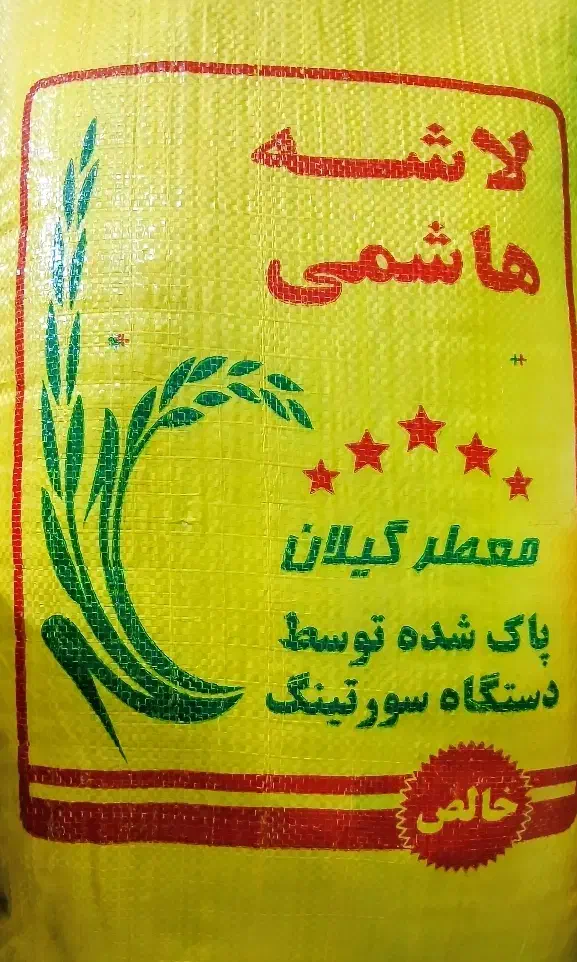 لاشه
هاشمی
معطر گیلان
پاک شده توسط
دستگاه سورتینگ
خالص